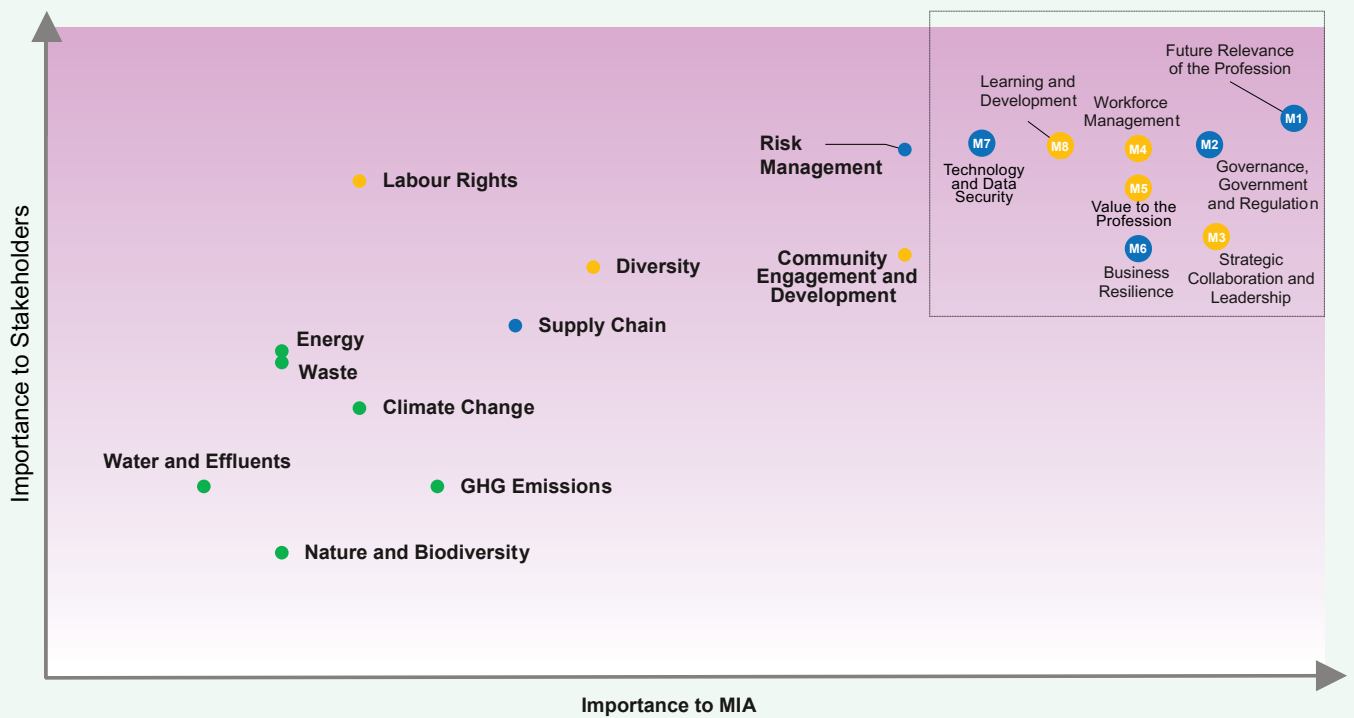 Importance to Stakeholders
Future Relevance
of the Profession
M1
Learning and
Development
M8
Workforce
Management
M4
M2
Governance,
Government
and Regulation
M7
Technology
and Data
Security
M5
Value to the
Profession
M3
Strategic
Collaboration and
Leadership
M6
Business
Resilience
Risk
Management
Labour Rights
Community
Engagement and
Development
Diversity
Supply Chain
Energy
Waste
Climate Change
Water and Effluents
GHG Emissions
Nature and Biodiversity
Importance to MIA